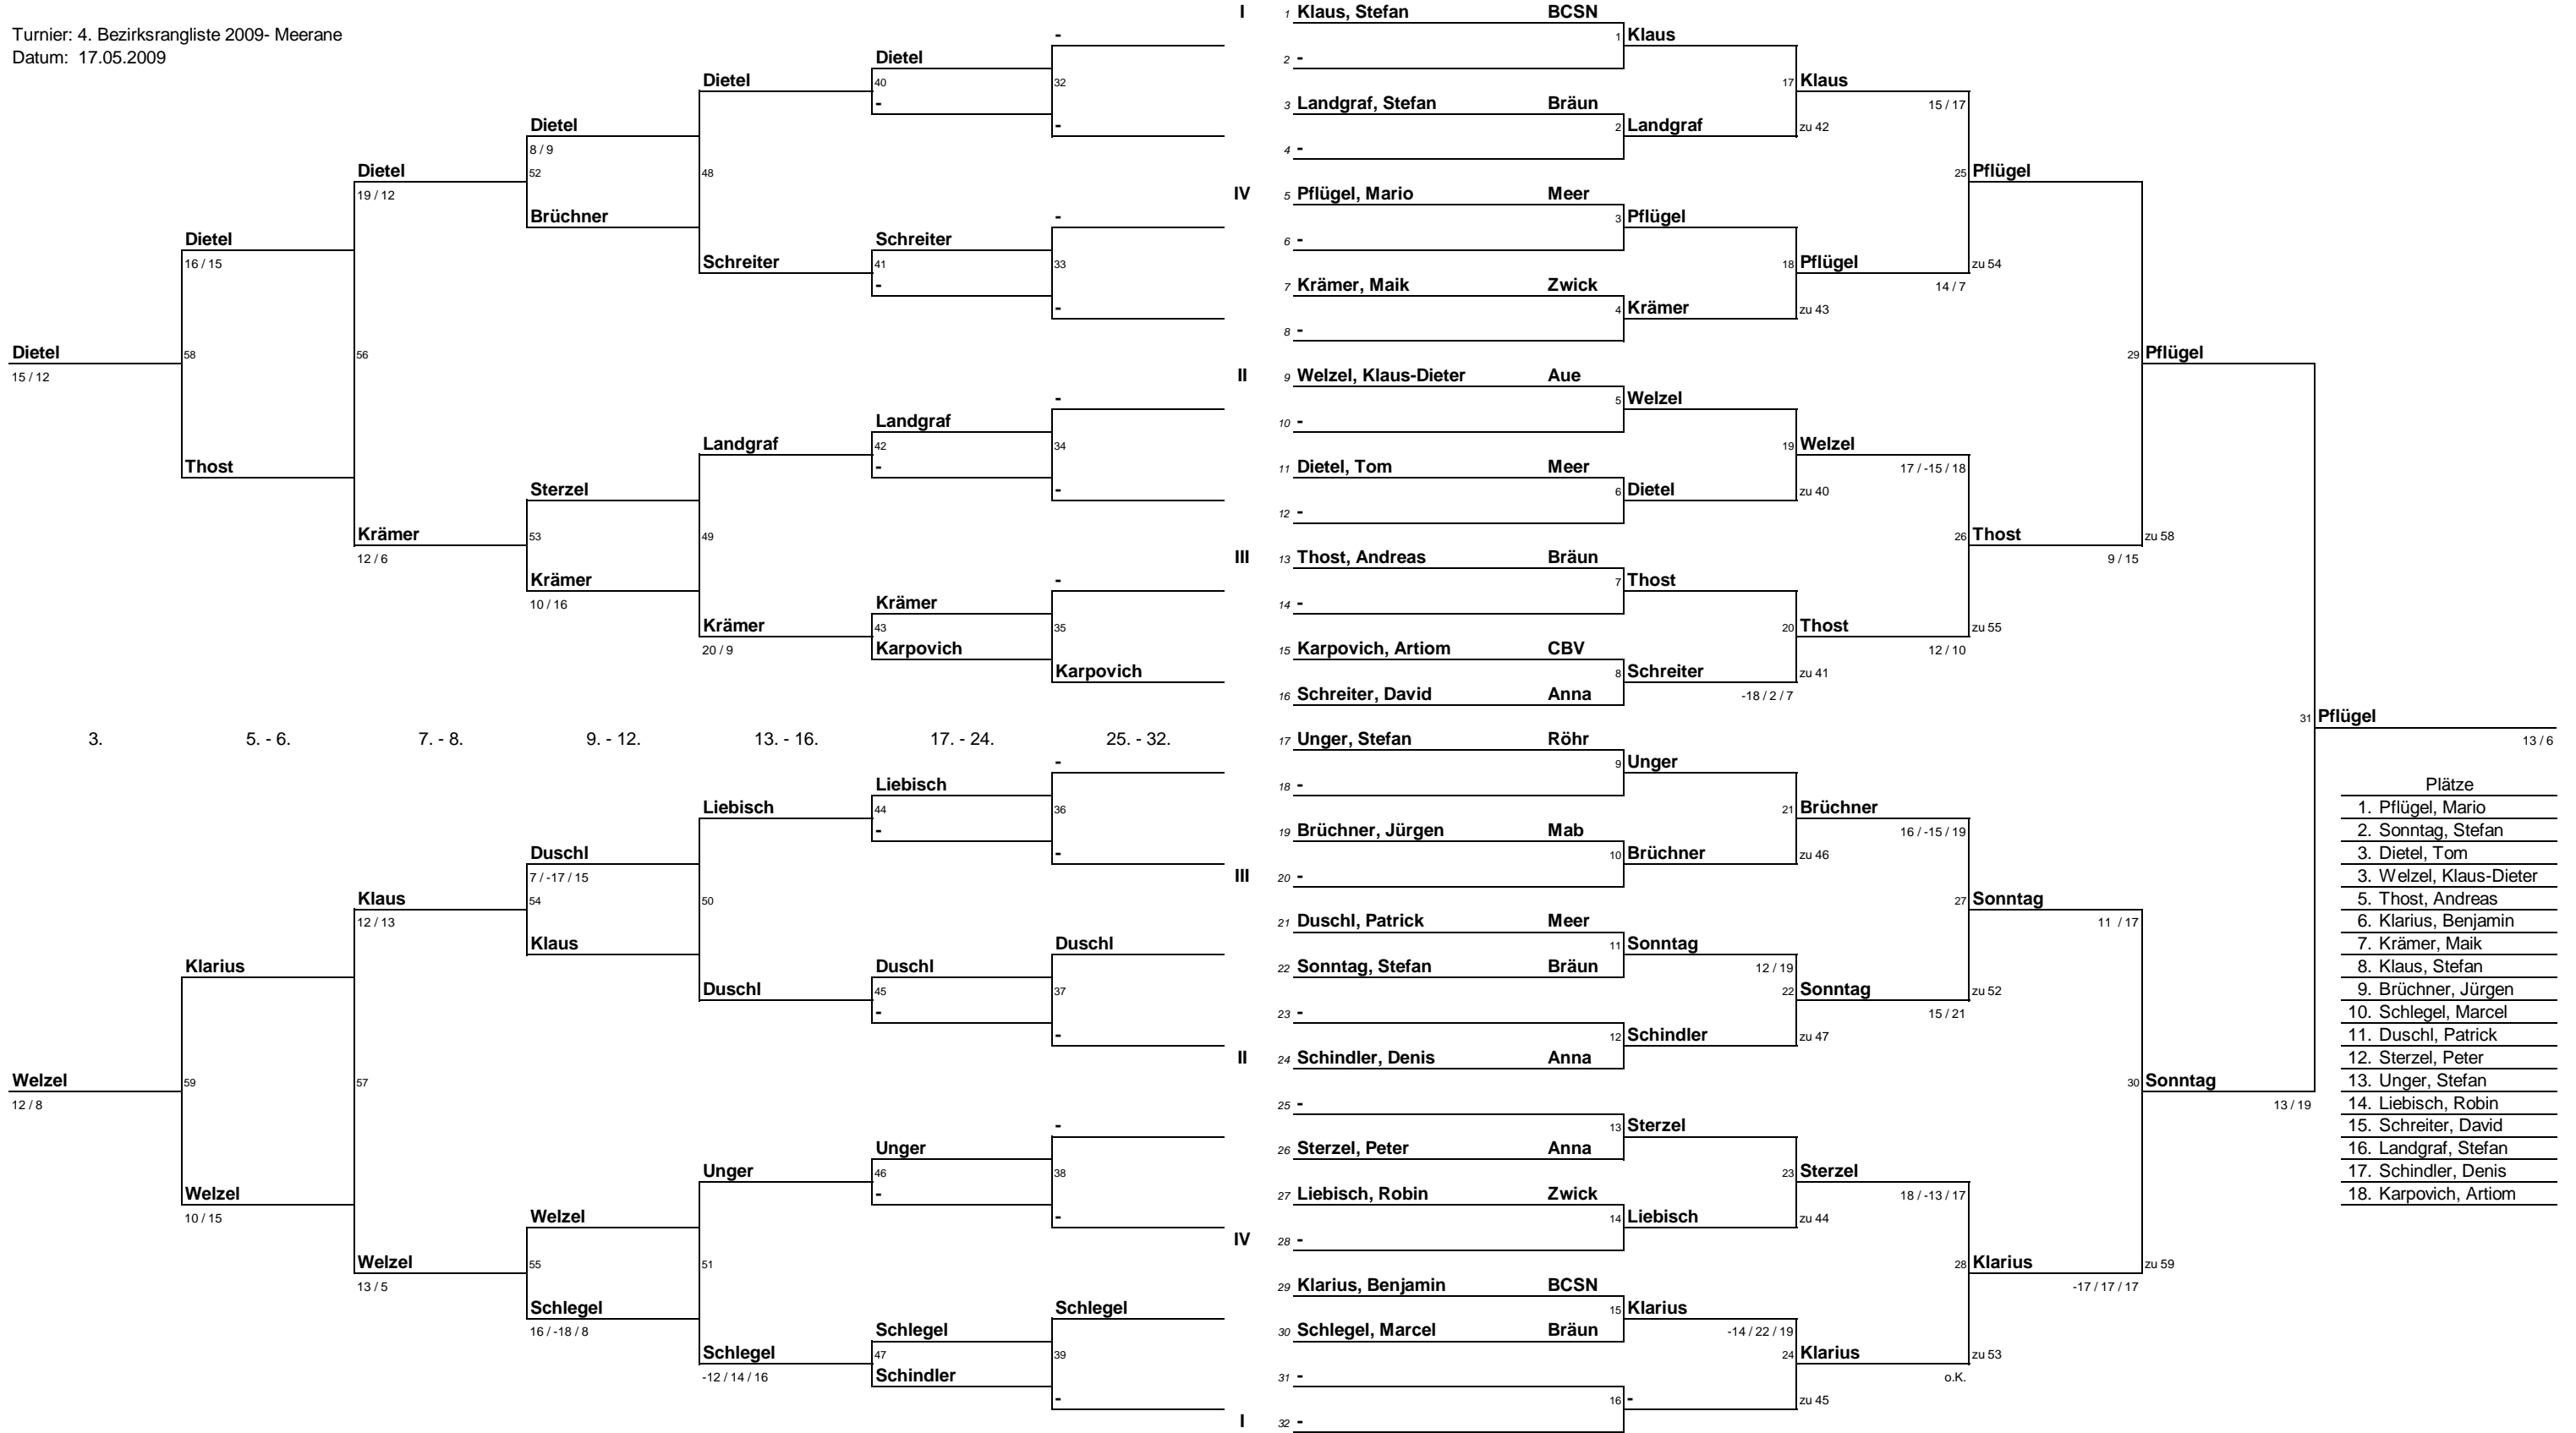 Turnier: 4. Bezirksrangliste 2009- Meerane
Datum: 17.05.2009
Dietel
15 / 12
Welzel
12 / 8
3.
Dietel
16 / 15
58
Thost
5. - 6.
Klarius
59
Welzel
10 / 15
Dietel
19 / 12
56
Krämer
12 / 6
7. - 8.
Klaus
12 / 13
57
Welzel
13 / 5
Dietel
8 / 9
52
Brüchner
Sterzel
53
Krämer
10 / 16
9. - 12.
Duschl
7 / -17 / 15
54
Klaus
Welzel
55
Schlegel
16 / -18 / 8
Dietel
48
Schreiter
Landgraf
49
Krämer
20 / 9
13. - 16.
Liebisch
50
Duschl
Unger
51
Schlegel
-12 / 14 / 16
Dietel
40
-
Schreiter
41
-
Landgraf
42
-
Krämer
43
Karpovich
17. - 24.
Liebisch
44
-
Duschl
45
-
Unger
46
-
Schlegel
47
Schindler
-
32
-
-
33
-
-
34
-
-
35
Karpovich
25. - 32.
-
36
-
Duschl
37
-
-
38
-
Schlegel
39
-
I 1 Klaus, Stefan BCSN
2 -
3 Landgraf, Stefan Bräun
4 -
IV 5 Pflügel, Mario Meer
6 -
7 Krämer, Maik Zwick
8 -
II 9 Welzel, Klaus-Dieter Aue
10 -
11 Dietel, Tom Meer
12 -
III 13 Thost, Andreas Bräun
14 -
15 Karpovich, Artiom CBV
16 Schreiter, David Anna
17 Unger, Stefan Röhr
18 -
19 Brüchner, Jürgen Mab
III 20 -
21 Duschl, Patrick Meer
22 Sonntag, Stefan Bräun
23 -
II 24 Schindler, Denis Anna
25 -
26 Sterzel, Peter Anna
27 Liebisch, Robin Zwick
IV 28 -
29 Klarius, Benjamin BCSN
30 Schlegel, Marcel Bräun
31 -
I 32 -
1 Klaus
2 Landgraf
3 Pflügel
4 Krämer
5 Welzel
6 Dietel
7 Thost
8 Schreiter
-18 / 2 / 7
9 Unger
10 Brüchner
11 Sonntag
12 / 19
12 Schindler
13 Sterzel
14 Liebisch
15 Klarius
-14 / 22 / 19
16 -
17 Klaus
15 / 17
zu 42
18 Pflügel
14 / 7
zu 43
19 Welzel
17 / -15 / 18
zu 40
20 Thost
12 / 10
zu 41
21 Brüchner
16 / -15 / 19
zu 46
22 Sonntag
15 / 21
zu 47
23 Sterzel
18 / -13 / 17
zu 44
24 Klarius
o.K.
zu 45
25 Pflügel
zu 54
26 Thost
9 / 15
zu 55
27 Sonntag
11 / 17
zu 52
28 Klarius
-17 / 17 / 17
zu 53
29 Pflügel
zu 58
30 Sonntag
13 / 19
zu 59
31 Pflügel
13 / 6
Plätze
1. Pflügel, Mario
2. Sonntag, Stefan
3. Dietel, Tom
3. Welzel, Klaus-Dieter
5. Thost, Andreas
6. Klarius, Benjamin
7. Krämer, Maik
8. Klaus, Stefan
9. Brüchner, Jürgen
10. Schlegel, Marcel
11. Duschl, Patrick
12. Sterzel, Peter
13. Unger, Stefan
14. Liebisch, Robin
15. Schreiter, David
16. Landgraf, Stefan
17. Schindler, Denis
18. Karpovich, Artiom